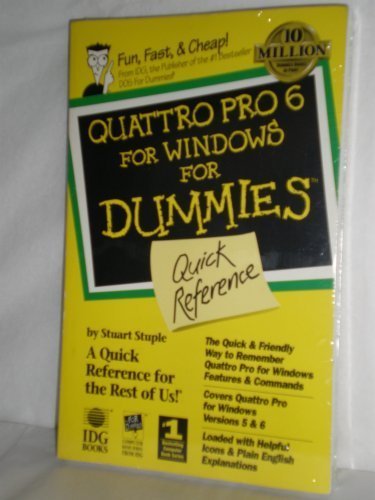 Fun, Fast, & Cheap!
From IDG, the Publisher of the #1 Bestseller
DOS For Dummies!
10
MILLION
QUATTRO PRO 6
FOR WINDOWS
FOR
DUMMIES™
Quick
Reference
by Stuart Stuple
A Quick
Reference for
the Rest of Us!
The Quick & Friendly
Way to Remember
Quattro Pro for Windows
Features & Commands
Covers Quattro Pro
for Windows
Versions 5 & 6
Loaded with Helpful
Icons & Plain English
Explanations
IDG
BOOKS
#1